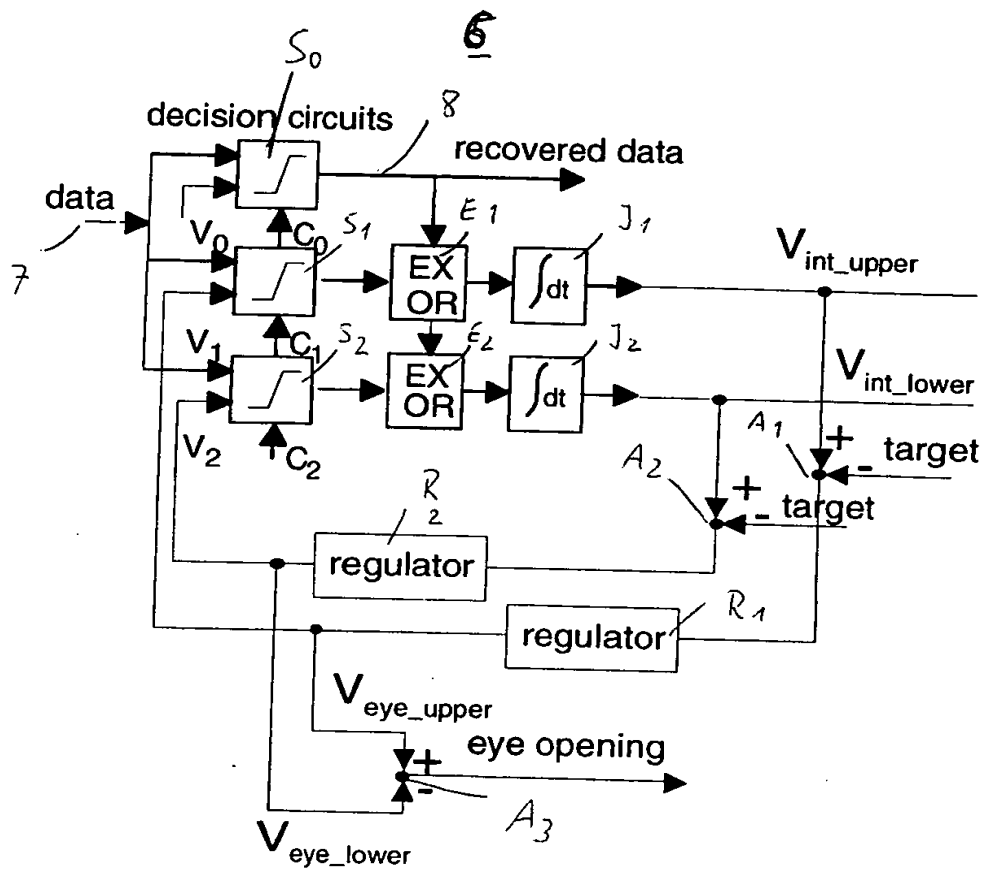 6
S0
decision circuits
8
recovered data
data
7
V0
C0
S1
E1
J1
EX
OR
∫dt
Vint_upper
V1
C1
S2
E2
J2
EX
OR
∫dt
Vint_lower
V2
C2
A1
+
- target
A2
+
- target
R2
regulator
R1
regulator
Veye_upper
eye opening
+
-
A3
Veye_lower